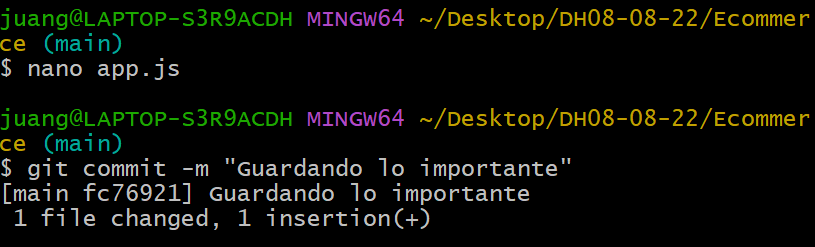 juang@LAPTOP-S3R9ACDH MINGW64 ~/Desktop/DH08-08-22/Ecommer
ce (main)
$ nano app.js
juang@LAPTOP-S3R9ACDH MINGW64 ~/Desktop/DH08-08-22/Ecommer
ce (main)
$ git commit -m "Guardando lo importante"
[main fc76921] Guardando lo importante
 1 file changed, 1 insertion(+)